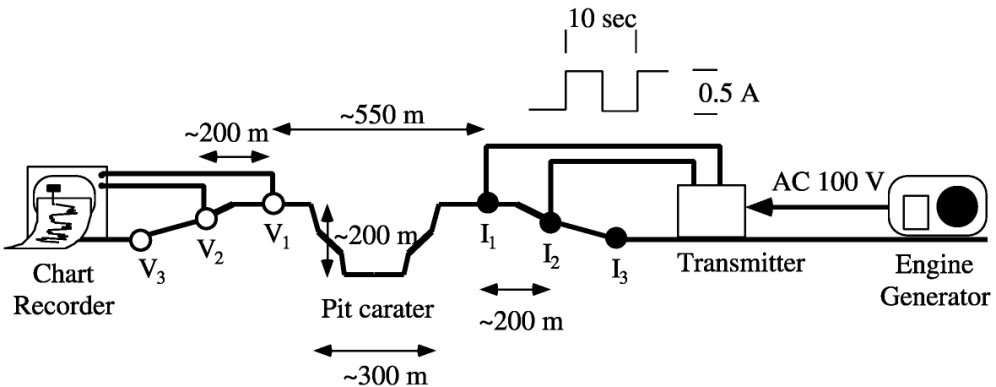 10 sec
0.5 A
~550 m
~200 m
AC 100 V
V1
V2
V3
~200 m
I1
I2
I3
Chart
Recorder
Pit carater
Transmitter
Engine
Generator
~200 m
~300 m